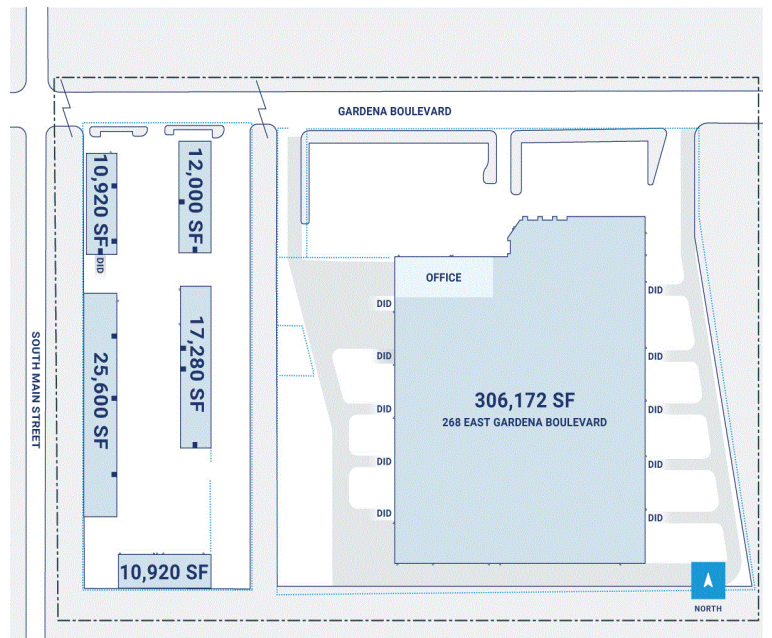 GARDENA BOULEVARD
10,920 SF
12,000 SF
DID
OFFICE
SOUTH MAIN STREET
25,600 SF
17,280 SF
10,920 SF
306,172 SF
268 EAST GARDENA BOULEVARD
DID
DID
DID
DID
DID
DID
DID
DID
DID
DID
NORTH